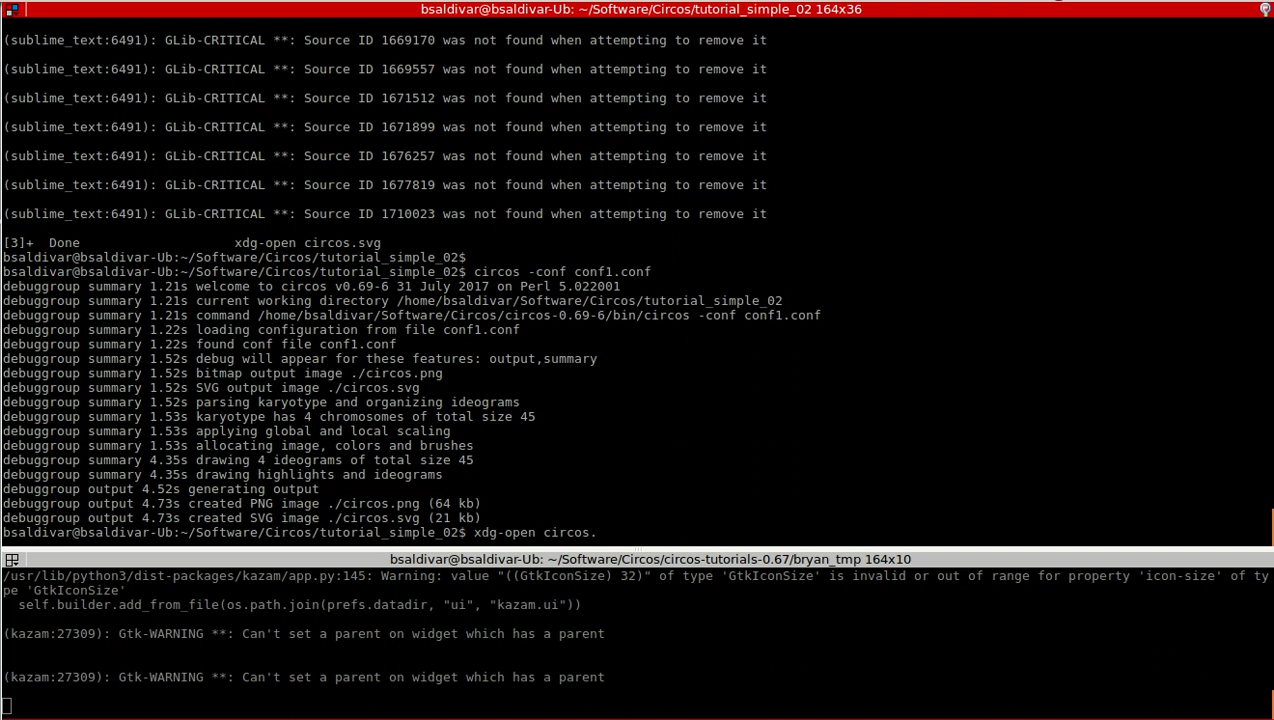 bsaldivar@bsaldivar-Ub: ~/Software/Circos/tutorial_simple_02 164x36
(sublime_text:6491): GLib-CRITICAL **: Source ID 1669170 was not found when attempting to remove it
(sublime_text:6491): GLib-CRITICAL **: Source ID 1669557 was not found when attempting to remove it
(sublime_text:6491): GLib-CRITICAL **: Source ID 1671512 was not found when attempting to remove it
(sublime_text:6491): GLib-CRITICAL **: Source ID 1671899 was not found when attempting to remove it
(sublime_text:6491): GLib-CRITICAL **: Source ID 1676257 was not found when attempting to remove it
(sublime_text:6491): GLib-CRITICAL **: Source ID 1677819 was not found when attempting to remove it
(sublime_text:6491): GLib-CRITICAL **: Source ID 1710023 was not found when attempting to remove it
[3]+  Done                    xdg-open circos.svg
bsaldivar@bsaldivar-Ub:~/Software/Circos/tutorial_simple_02$
bsaldivar@bsaldivar-Ub:~/Software/Circos/tutorial_simple_02$ circos -conf conf1.conf
debuggroup summary 1.21s welcome to circos v0.69-6 31 July 2017 on Perl 5.022001
debuggroup summary 1.21s current working directory /home/bsaldivar/Software/Circos/tutorial_simple_02
debuggroup summary 1.21s command /home/bsaldivar/Software/Circos/circos-0.69-6/bin/circos -conf conf1.conf
debuggroup summary 1.22s loading configuration from file conf1.conf
debuggroup summary 1.22s found conf file conf1.conf
debuggroup summary 1.52s debug will appear for these features: output,summary
debuggroup summary 1.52s bitmap output image ./circos.png
debuggroup summary 1.52s SVG output image ./circos.svg
debuggroup summary 1.52s parsing karyotype and organizing ideograms
debuggroup summary 1.53s karyotype has 4 chromosomes of total size 45
debuggroup summary 1.53s applying global and local scaling
debuggroup summary 1.53s allocating image, colors and brushes
debuggroup summary 4.35s drawing 4 ideograms of total size 45
debuggroup summary 4.35s drawing highlights and ideograms
debuggroup output 4.52s generating output
debuggroup output 4.73s created PNG image ./circos.png (64 kb)
debuggroup output 4.73s created SVG image ./circos.svg (21 kb)
bsaldivar@bsaldivar-Ub:~/Software/Circos/tutorial_simple_02$ xdg-open circos.
bsaldivar@bsaldivar-Ub: ~/Software/Circos/circos-tutorials-0.67/bryan_tmp 164x10
/usr/lib/python3/dist-packages/kazam/app.py:145: Warning: value "((GtkIconSize) 32)" of type 'GtkIconSize' is invalid or out of range for property 'icon-size' of ty
pe 'GtkIconSize'
  self.builder.add_from_file(os.path.join(prefs.datadir, "ui", "kazam.ui"))
(kazam:27309): Gtk-WARNING **: Can't set a parent on widget which has a parent
(kazam:27309): Gtk-WARNING **: Can't set a parent on widget which has a parent